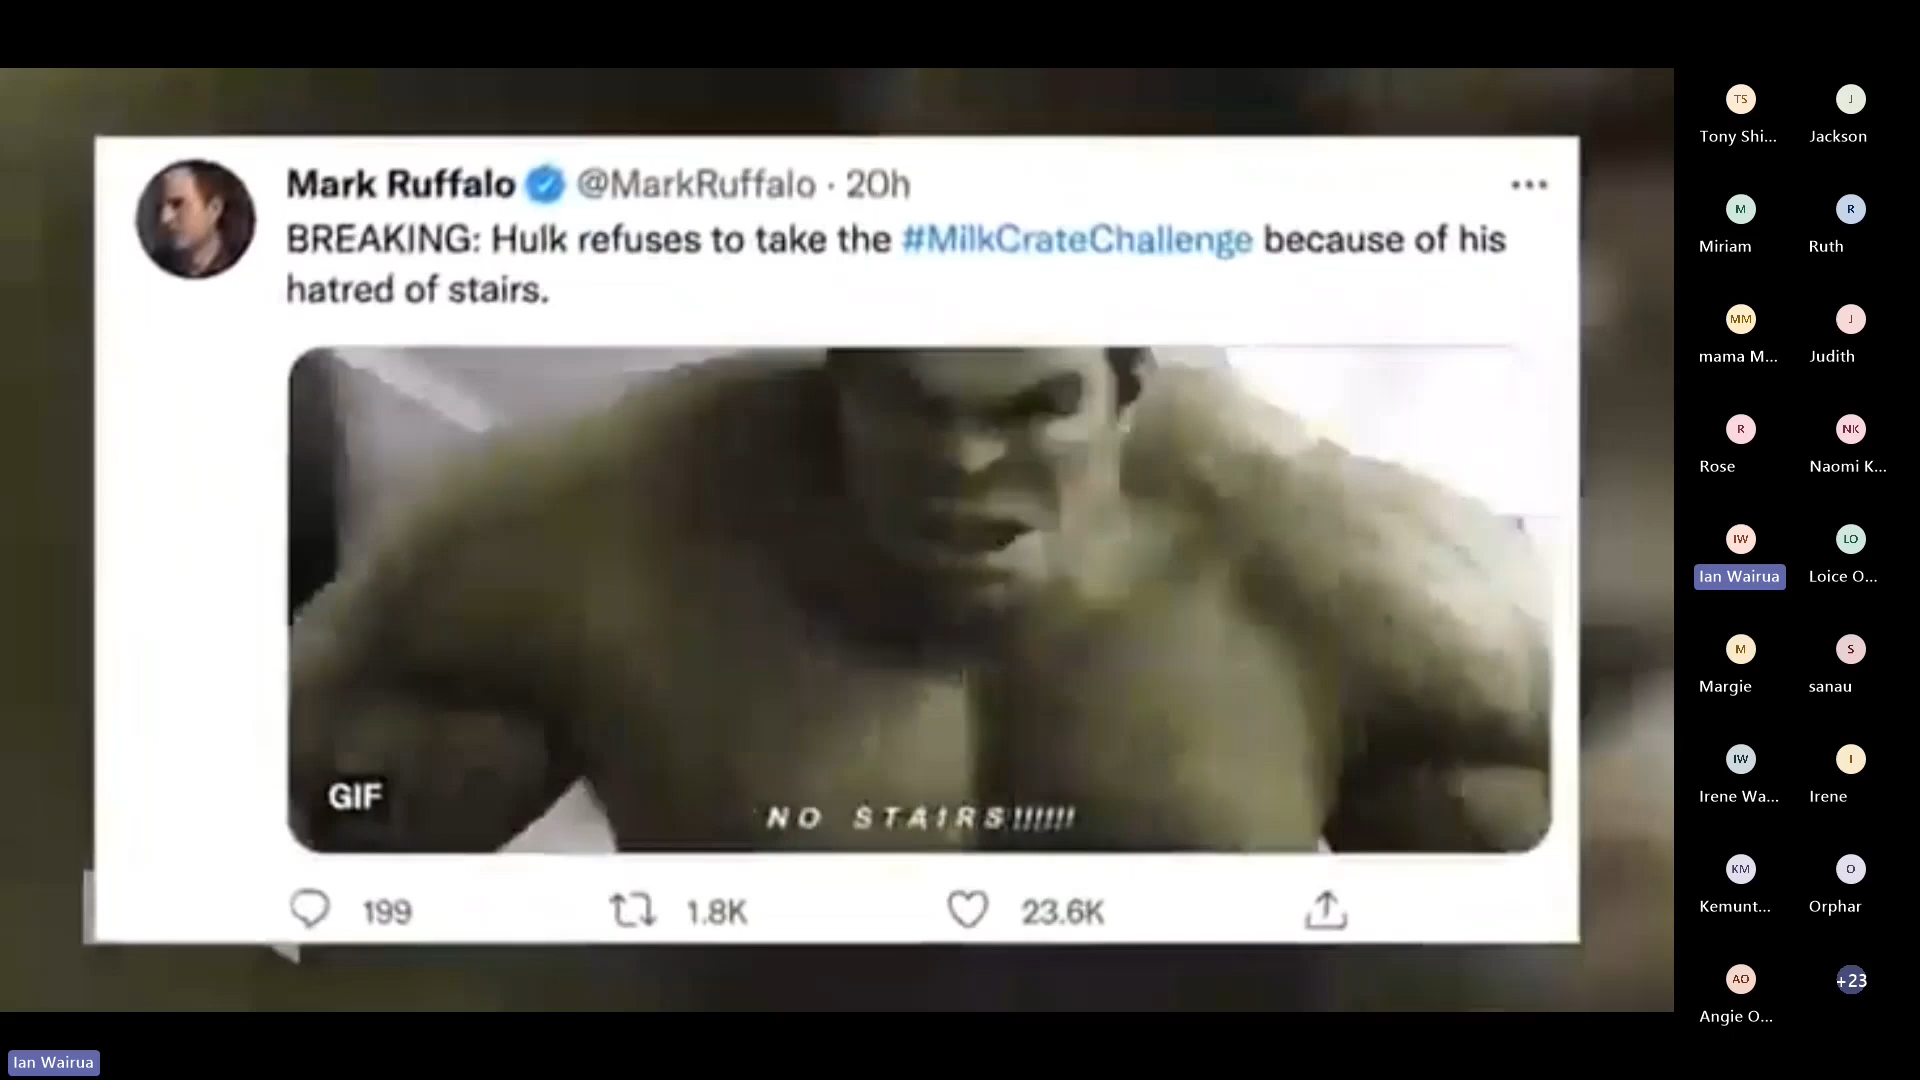 Mark Ruffalo @MarkRuffalo · 20h
BREAKING: Hulk refuses to take the #MilkCrateChallenge because of his
hatred of stairs.
GIF
NO STAIRS!!!!!!
199 1.8K 23.6K
TS J
Tony Shi... Jackson
M R
Miriam Ruth
MM J
mama M... Judith
R NK
Rose Naomi K...
IW LO
Ian Wairua Loice O...
M S
Margie sanau
IW I
Irene Wa... Irene
KM O
Kemunt... Orphar
AO +23
Angie O...
Ian Wairua